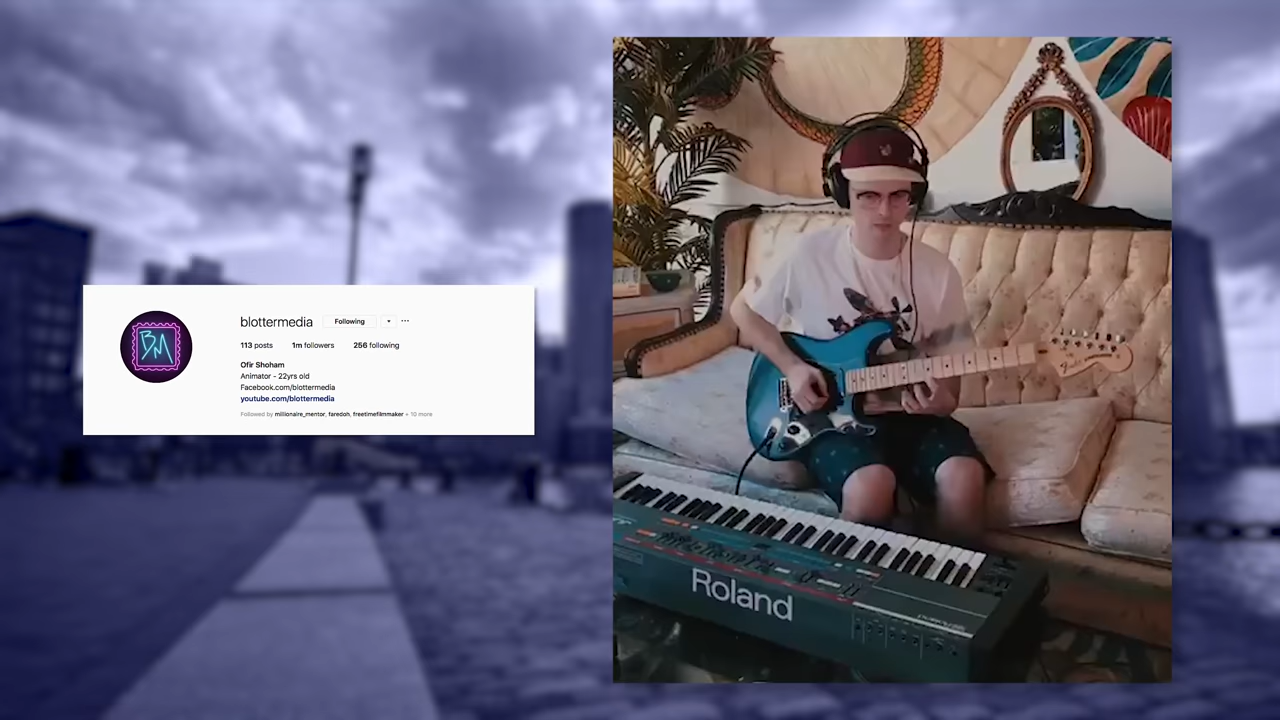 BM
blottermedia Following
113 posts 1m followers 256 following
Ofir Shoham
Animator - 22yrs old
Facebook.com/blottermedia
youtube.com/blottermedia
Followed by millionaire_mentor, faredoh, freetimefilmmaker + 10 more
Roland